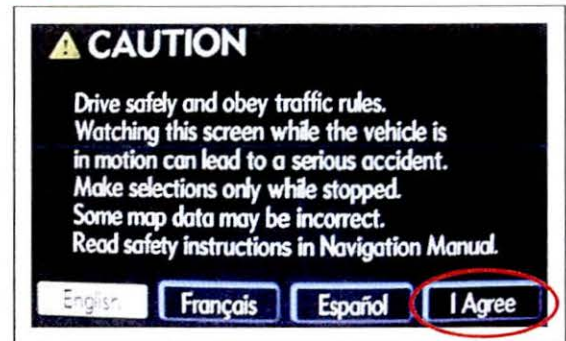 CAUTION
Drive safely and obey traffic rules.
Watching this screen while the vehicle is
in motion can lead to a serious accident.
Make selections only while stopped.
Some map data may be incorrect.
Read safety instructions in Navigation Manual.
English Français Español I Agree